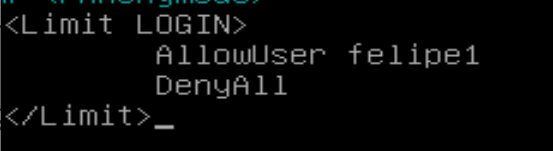 <Limit LOGIN>
AllowUser felipe1
DenyAll
</Limit>_